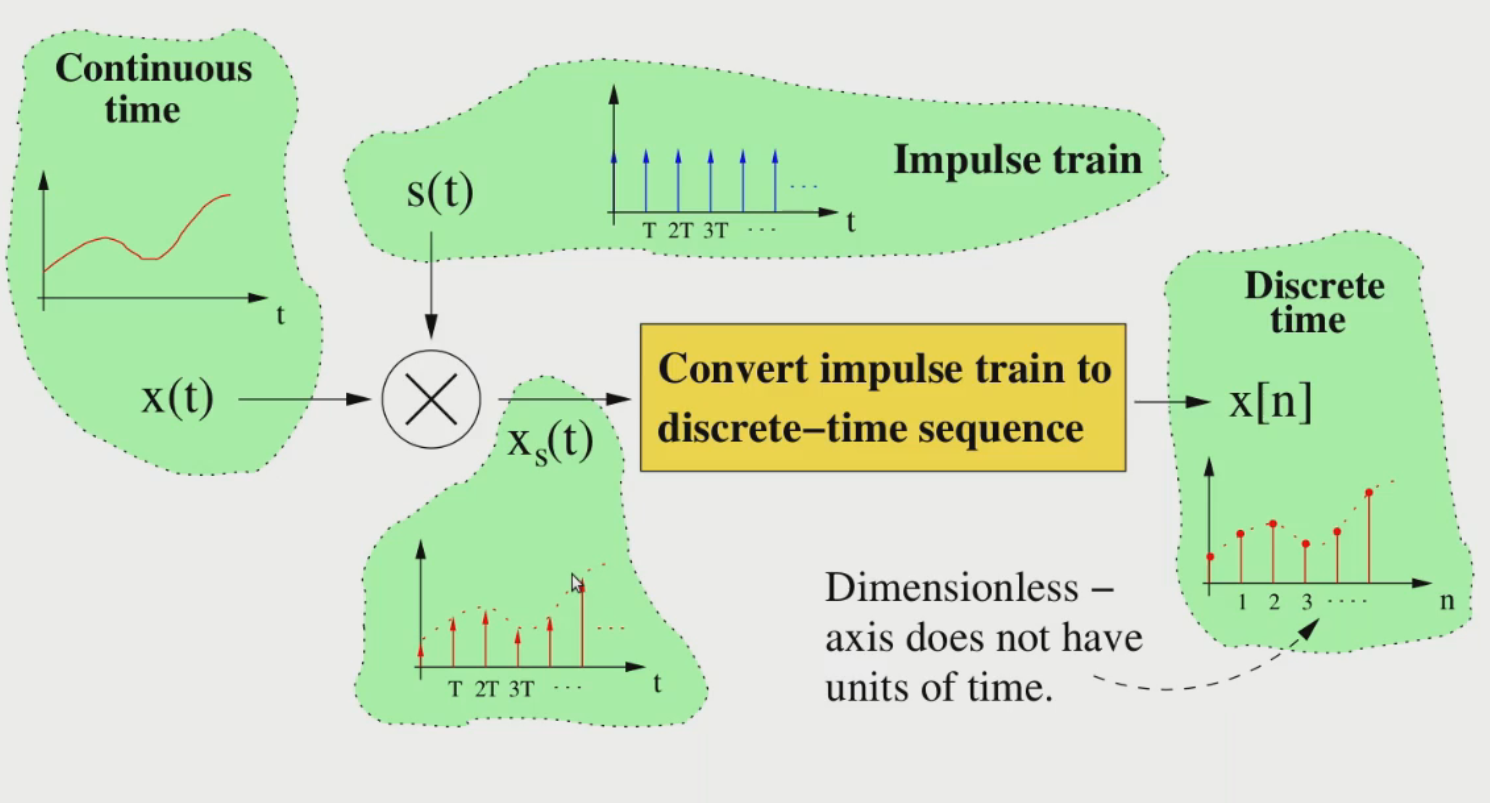 Continuous
time
t
x(t)
s(t)
T 2T 3T ...
...
t
Impulse train
x_s(t)
T 2T 3T ...
...
t
Convert impulse train to
discrete–time sequence
Discrete
time
x[n]
1 2 3 ....
n
Dimensionless –
axis does not have
units of time.